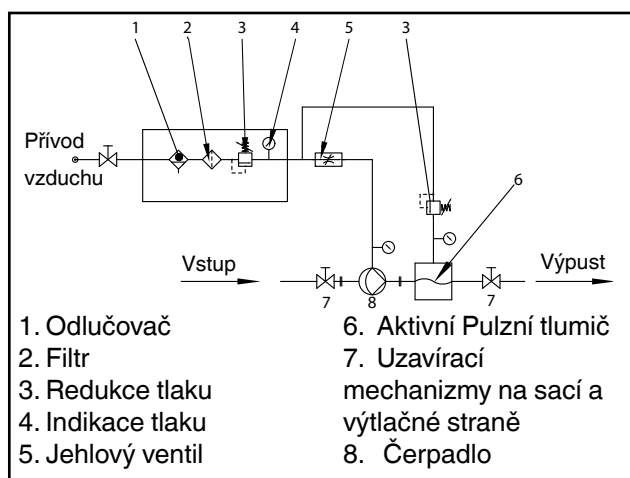 1 2 3 4 5 3
Přívod
vzduchu
6
Vstup
Výpust
7 8 7
1. Odlučovač
2. Filtr
3. Redukce tlaku
4. Indikace tlaku
5. Jehlový ventil
6. Aktivní Pulzní tlumič
7. Uzavírací
mechanizmy na sací a
výtlačné straně
8. Čerpadlo